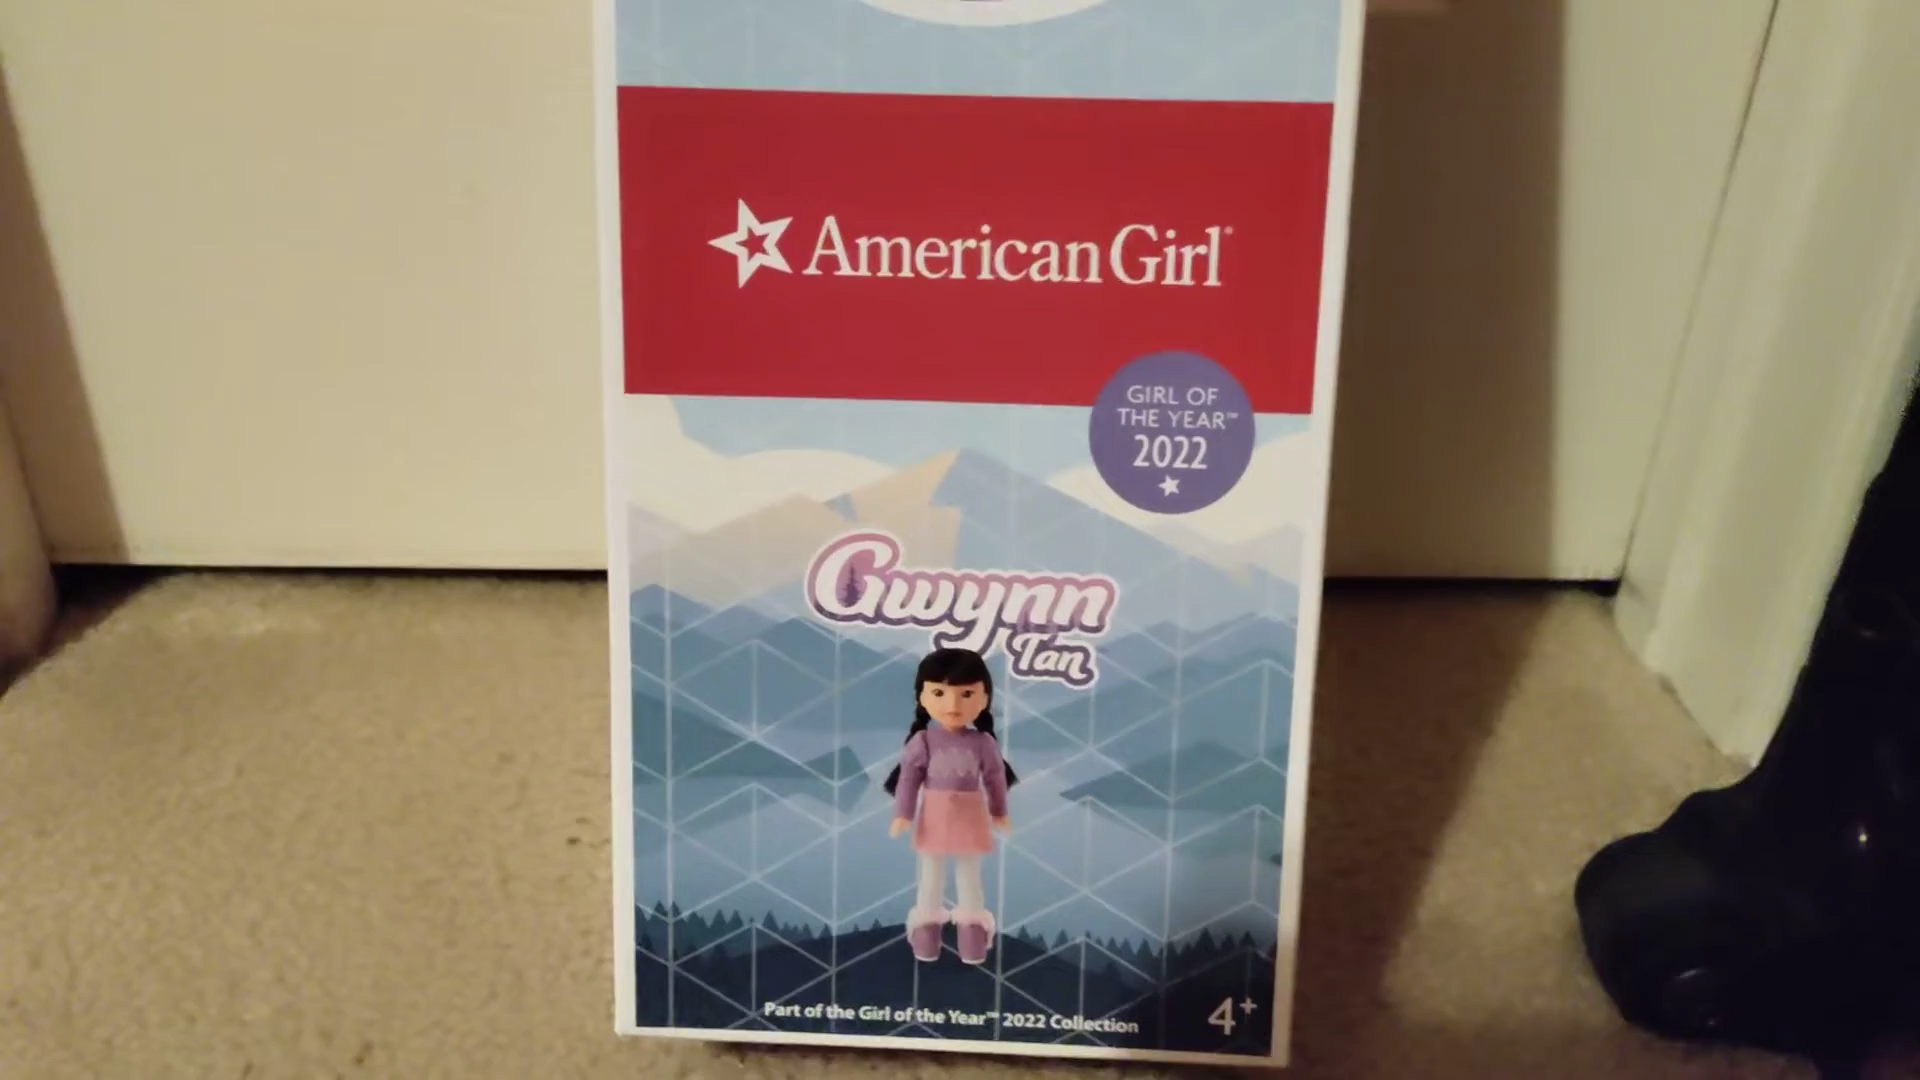 American Girl®
GIRL OF
THE YEAR™
2022
Gwynn
Tan
Part of the Girl of the Year™ 2022 Collection
4+